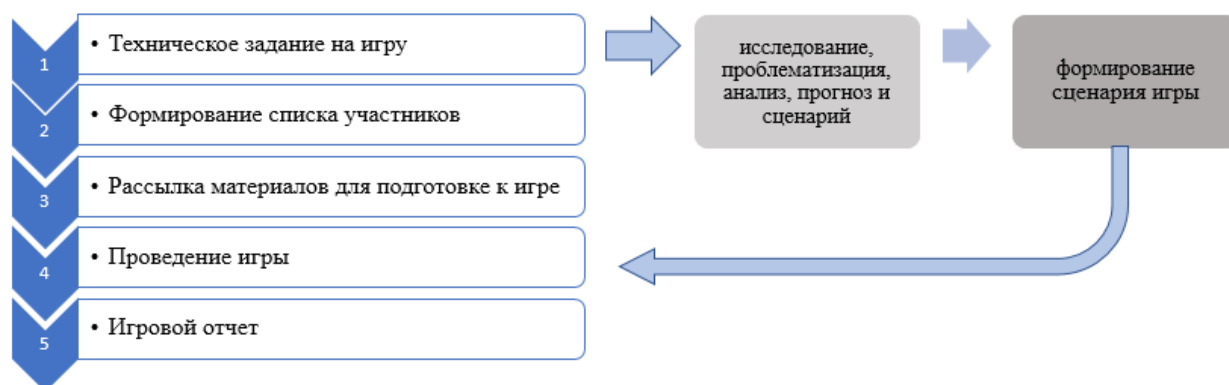 1
• Техническое задание на игру
2
• Формирование списка участников
3
• Рассылка материалов для подготовке к игре
4
• Проведение игры
5
• Игровой отчет
исследование,
проблематизация,
анализ, прогноз и
сценарий
формирование
сценария игры